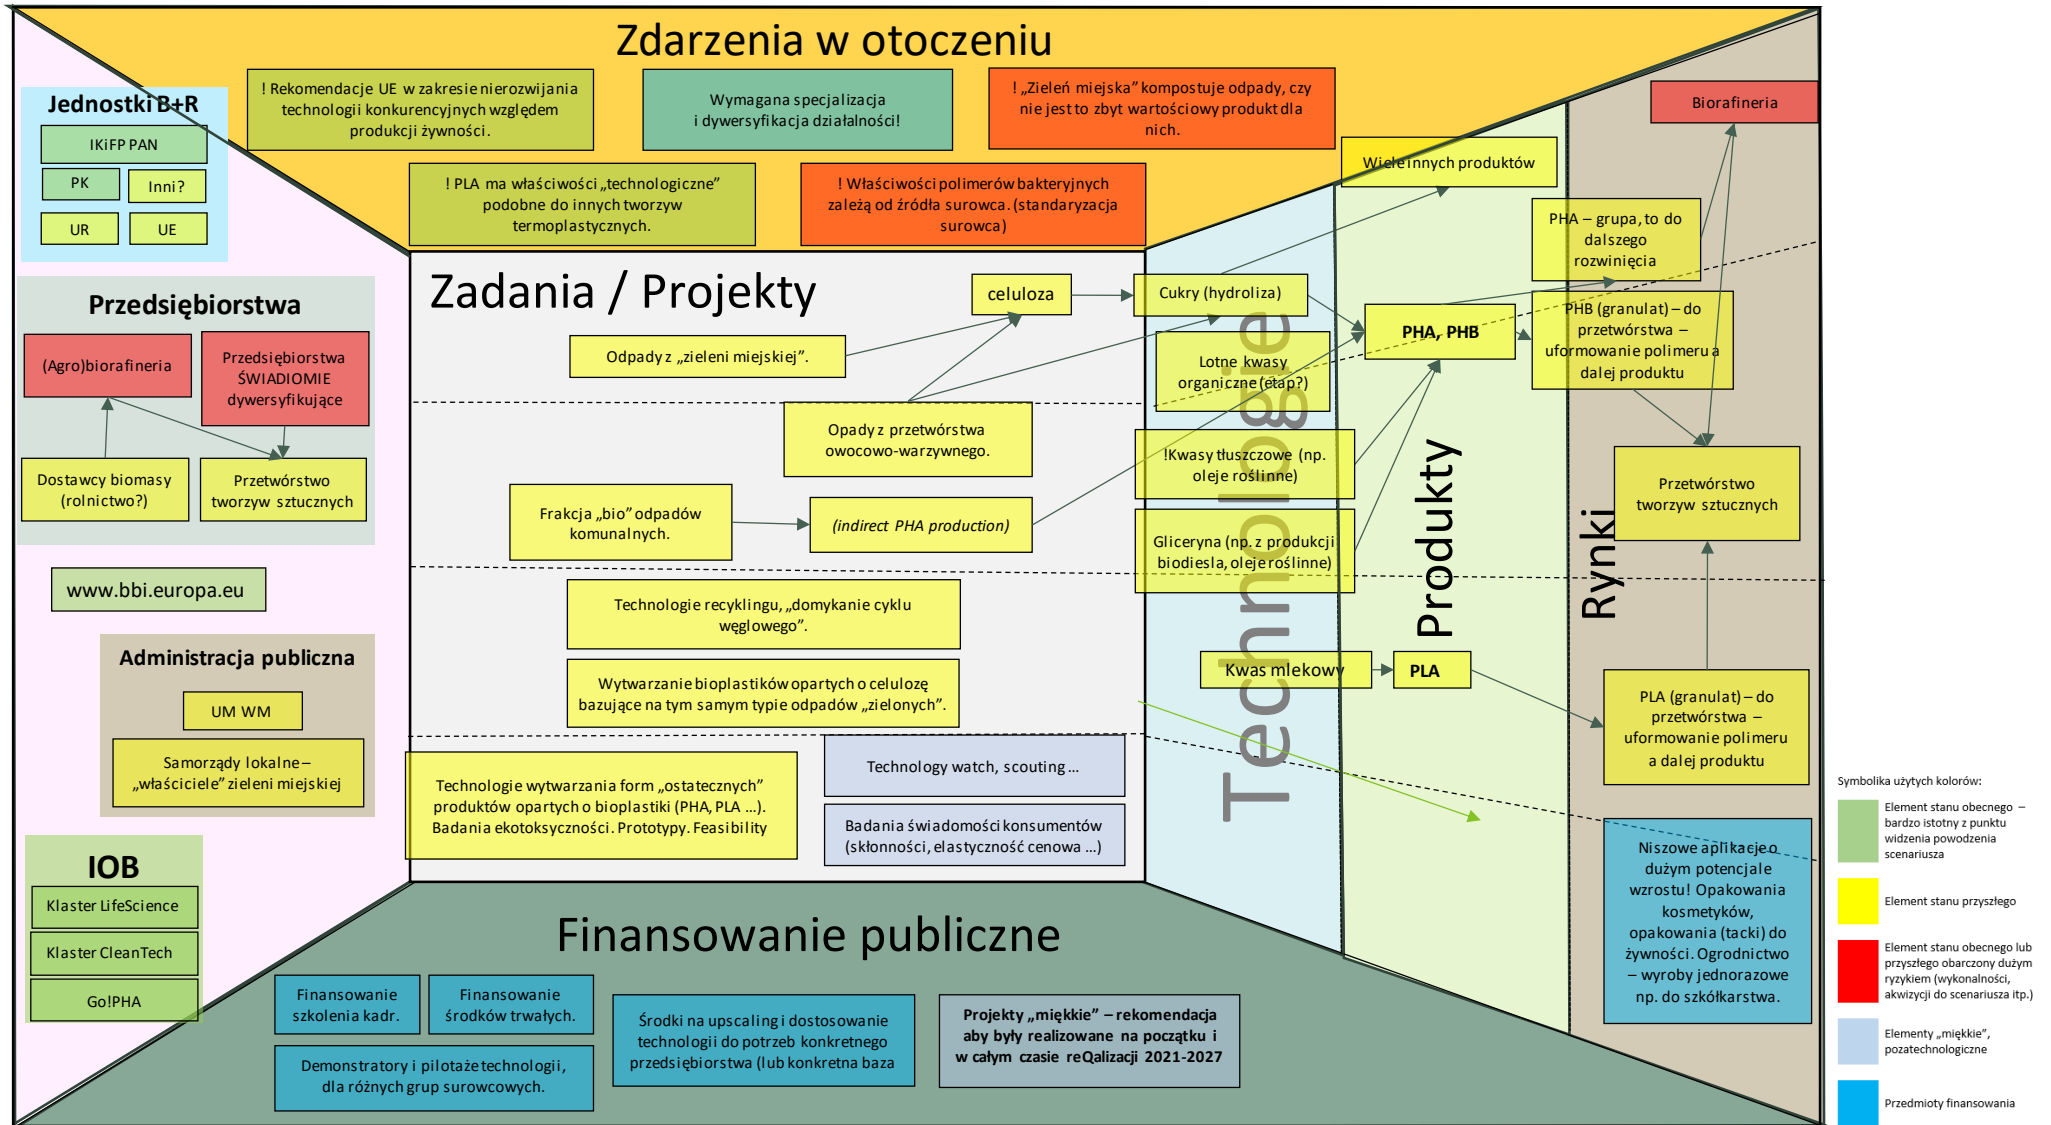 Zdarzenia w otoczeniu
! Rekomendacje UE w zakresie nierozwijania
technologii konkurencyjnych względem
produkcji żywności.
Wymagana specjalizacja
i dywersyfikacja działalności!
! „Zieleń miejska” kompostuje odpady, czy
nie jest to zbyt wartościowy produkt dla
nich.
! PLA ma właściwości „technologiczne”
podobne do innych tworzyw
termoplastycznych.
! Właściwości polimerów bakteryjnych
zależą od źródła surowca. (standaryzacja
surowca)
Jednostki B+R
IKiFP PAN
PK
Inni?
UR
UE
Przedsiębiorstwa
(Agro)biorafineria
Przedsiębiorstwa
ŚWIADIOMIE
dywersyfikujące
Dostawcy biomasy
(rolnictwo?)
Przetwórstwo
tworzyw sztucznych
www.bbi.europa.eu
Administracja publiczna
UM WM
Samorządy lokalne –
„właściciele” zieleni miejskiej
IOB
Klaster LifeScience
Klaster CleanTech
Go!PHA
Zadania / Projekty
celuloza
Odpady z „zieleni miejskiej”.
Opady z przetwórstwa
owocowo-warzywnego.
Frakcja „bio” odpadów
komunalnych.
(indirect PHA production)
Technologie recyklingu, „domykanie cyklu
węglowego”.
Wytwarzanie bioplastików opartych o celulozę
bazujące na tym samym typie odpadów „zielonych”.
Technologie wytwarzania form „ostatecznych”
produktów opartych o bioplastiki (PHA, PLA ...).
Badania ekotoksyczności. Prototypy. Feasibility
Technology watch, scouting ...
Badania świadomości konsumentów
(skłonności, elastyczność cenowa ...)
Technologie
Cukry (hydroliza)
Lotne kwasy
organiczne (etap?)
!Kwasy tłuszczowe (np.
oleje roślinne)
Gliceryna (np. z produkcji
biodiesla, oleje roślinne)
Kwas mlekowy
Produkty
Wiele innych produktów
PHA, PHB
PLA
Rynki
Biorafineria
PHA – grupa, to do
dalszego
rozwinięcia
PHB (granulat) – do
przetwórstwa –
uformowanie polimeru a
dalej produktu
Przetwórstwo
tworzyw sztucznych
PLA (granulat) – do
przetwórstwa –
uformowanie polimeru
a dalej produktu
Niszowe aplikacje o
dużym potencjale
wzrostu! Opakowania
kosmetyków,
opakowania (tacki) do
żywności. Ogrodnictwo
– wyroby jednorazowe
np. do szkółkarstwa.
Finansowanie publiczne
Finansowanie
szkolenia kadr.
Finansowanie
środków trwałych.
Demonstratory i pilotaże technologii,
dla różnych grup surowcowych.
Środki na upscaling i dostosowanie
technologii do potrzeb konkretnego
przedsiębiorstwa (lub konkretna baza
Projekty „miękkie” – rekomendacja
aby były realizowane na początku i
w całym czasie reQalizacji 2021-2027
Symbolika użytych kolorów:
Element stanu obecnego –
bardzo istotny z punktu
widzenia powodzenia
scenariusza
Element stanu przyszłego
Element stanu obecnego lub
przyszłego obarczony dużym
ryzykiem (wykonalności,
akwizycji do scenariusza itp.)
Elementy „miękkie”,
pozatechnologiczne
Przedmioty finansowania